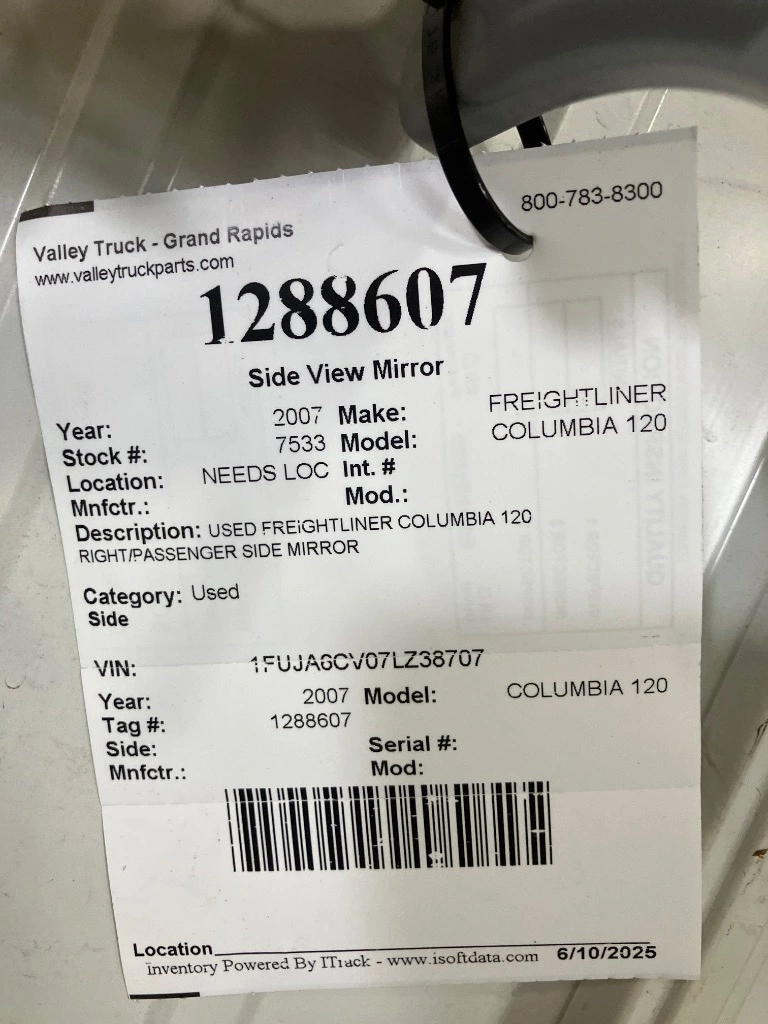 800-783-8300
Valley Truck - Grand Rapids
www.valleytruckparts.com
1288607
Side View Mirror
Year: 2007 Make: FREIGHTLINER
Stock #: 7533 Model: COLUMBIA 120
Location: NEEDS LOC Int. #
Mnfctr.: Mod.:
Description: USED FREIGHTLINER COLUMBIA 120
RIGHT/PASSENGER SIDE MIRROR
Category: Used
Side
VIN: 1FUJA6CV07LZ38707
Year: 2007 Model: COLUMBIA 120
Tag #: 1288607
Side: Serial #:
Mnfctr.: Mod:
Location
Inventory Powered By ITrack - www.isoftdata.com 6/10/2025